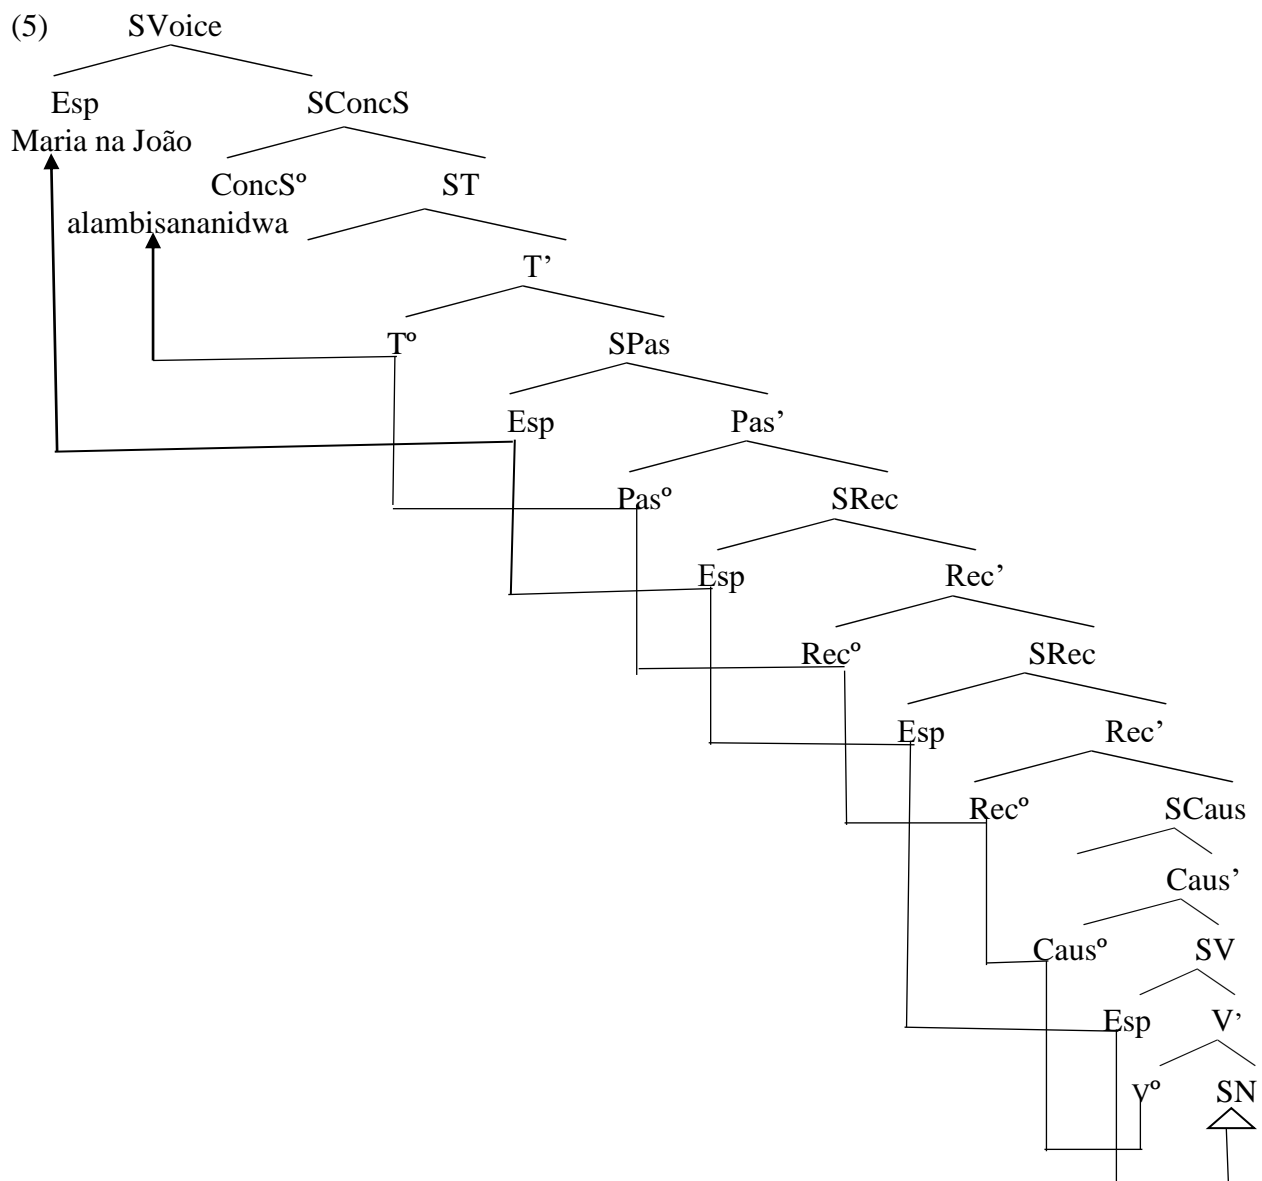 (5) SVoice
Esp SConcS
Maria na João
ConcSº ST
alambisananidwa
T’
Tº SPas
Esp Pas’
Pasº SRec
Esp Rec’
Recº SRec
Esp Rec’
Recº SCaus
Caus’
Causº SV
Esp V’
Vº SN